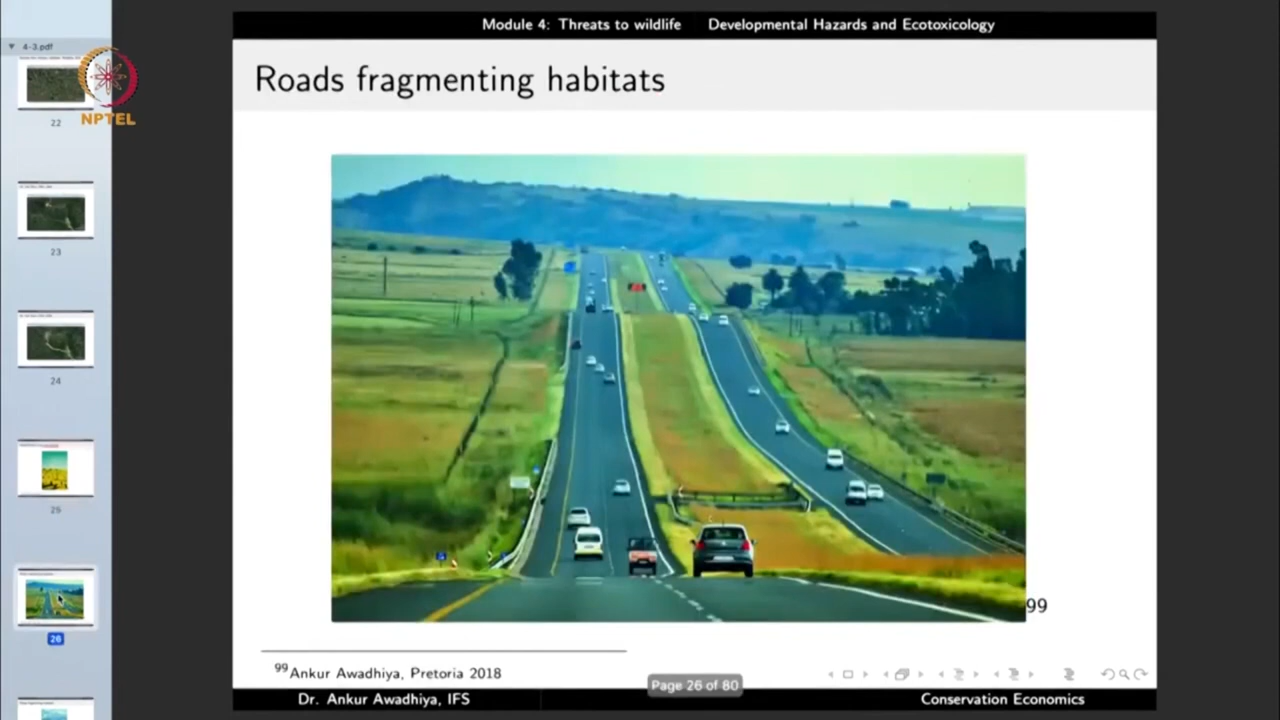 Module 4: Threats to wildlife Developmental Hazards and Ecotoxicology
4-3.pdf
NPTEL
Roads fragmenting habitats
22
23
24
25
26
99
99 Ankur Awadhiya, Pretoria 2018
Page 26 of 80
Dr. Ankur Awadhiya, IFS Conservation Economics